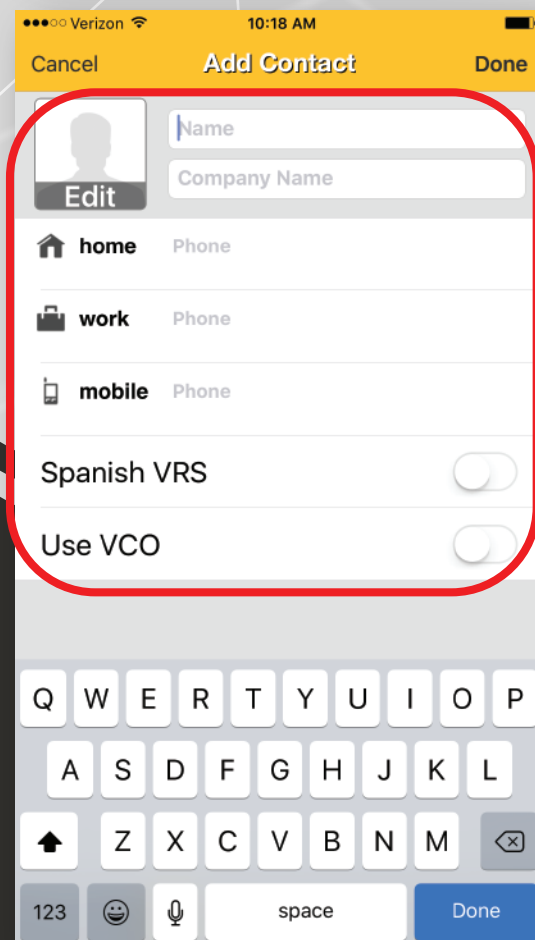 Verizon 10:18 AM
Cancel Add Contact Done
Name
Company Name
Edit
home Phone
work Phone
mobile Phone
Spanish VRS
Use VCO
Q W E R T Y U I O P
A S D F G H J K L
Z X C V B N M
123 space Done